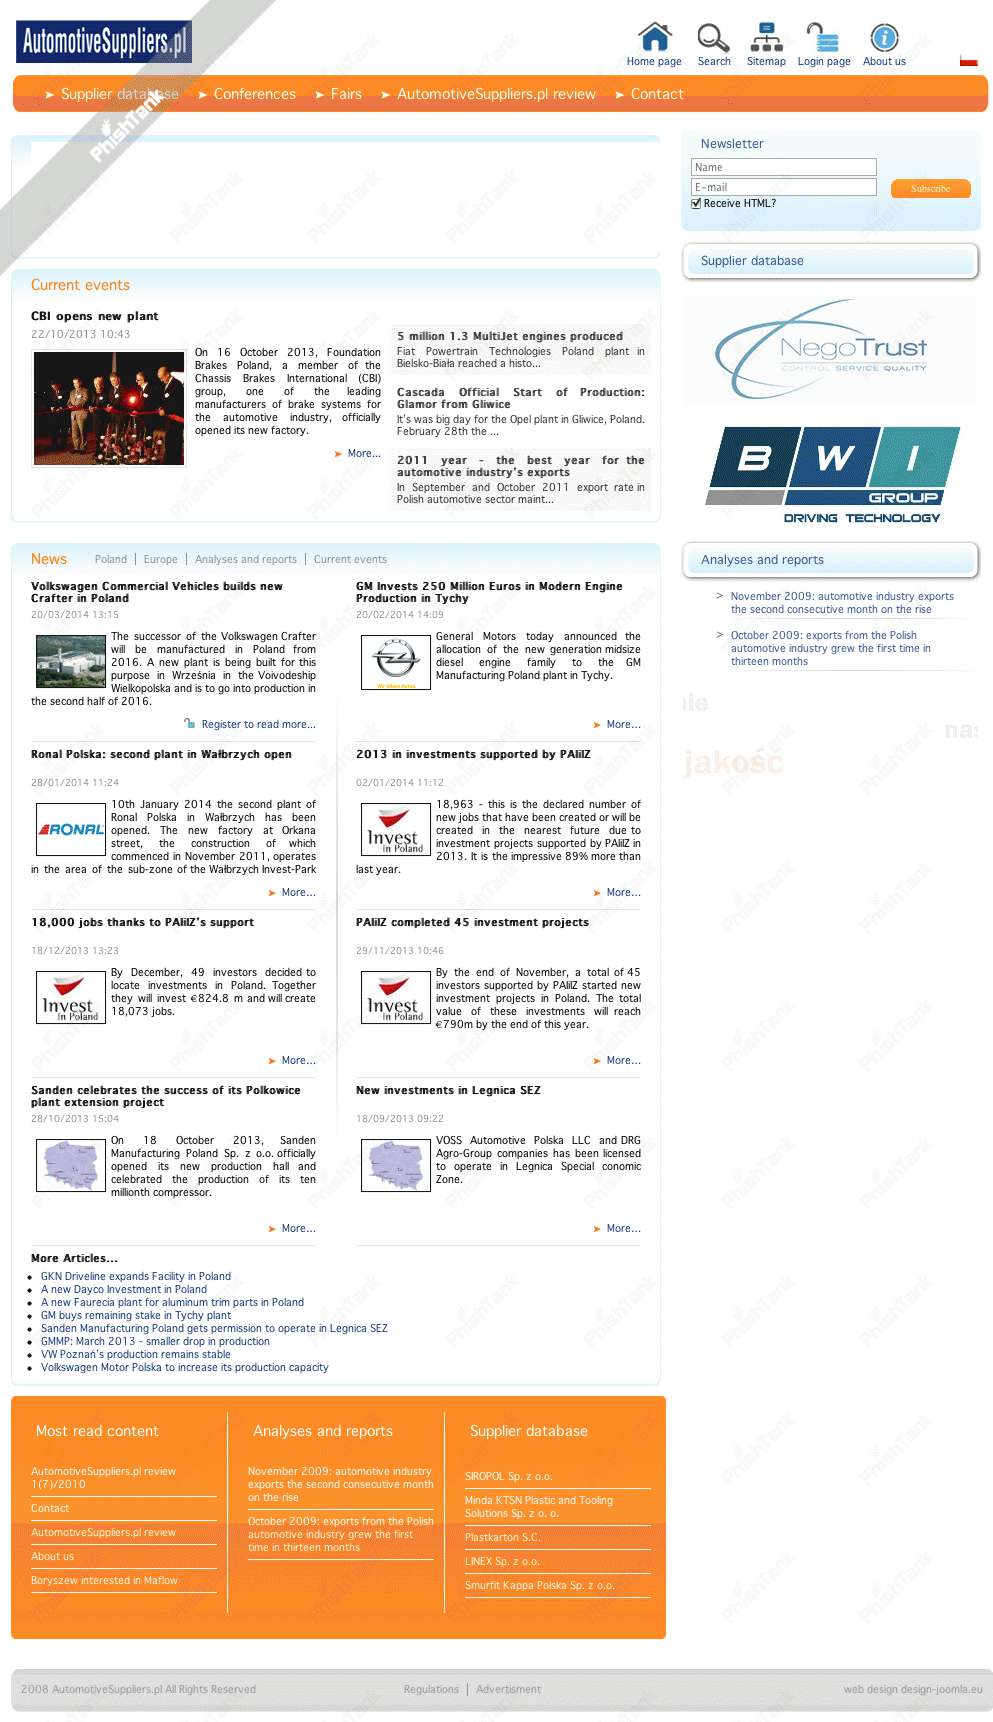 AutomotiveSuppliers.pl
Home page Search Sitemap Login page About us
Supplier database Conferences Fairs AutomotiveSuppliers.pl review Contact
PhishTank
Newsletter
Name
E-mail
Subscribe
Receive HTML?
Supplier database
NegoTrust
CONTROL SERVICE QUALITY
BWI
GROUP
DRIVING TECHNOLOGY
Analyses and reports
> November 2009: automotive industry exports
the second consecutive month on the rise
> October 2009: exports from the Polish
automotive industry grew the first time in
thirteen months
ale
nas
jakość
Current events
CBI opens new plant
22/10/2013 10:43
On 16 October 2013, Foundation
Brakes Poland, a member of the
Chassis Brakes International (CBI)
group, one of the leading
manufacturers of brake systems for
the automotive industry, officially
opened its new factory.
More...
5 million 1.3 MultiJet engines produced
Fiat Powertrain Technologies Poland plant in
Bielsko-Biała reached a histo...
Cascada Official Start of Production:
Glamor from Gliwice
It's was big day for the Opel plant in Gliwice, Poland.
February 28th the ...
2011 year - the best year for the
automotive industry's exports
In September and October 2011 export rate in
Polish automotive sector maint...
News Poland | Europe | Analyses and reports | Current events
Volkswagen Commercial Vehicles builds new
Crafter in Poland
20/03/2014 13:15
The successor of the Volkswagen Crafter
will be manufactured in Poland from
2016. A new plant is being built for this
purpose in Września in the Voivodeship
Wielkopolska and is to go into production in
the second half of 2016.
Register to read more...
GM Invests 250 Million Euros in Modern Engine
Production in Tychy
20/02/2014 14:09
General Motors today announced the
allocation of the new generation midsize
diesel engine family to the GM
Manufacturing Poland plant in Tychy.
More...
Ronal Polska: second plant in Wałbrzych open
28/01/2014 11:24
RONAL
10th January 2014 the second plant of
Ronal Polska in Wałbrzych has been
opened. The new factory at Orkana
street, the construction of which
commenced in November 2011, operates
in the area of the sub-zone of the Wałbrzych Invest-Park
More...
2013 in investments supported by PAIiIZ
02/01/2014 11:12
Invest
in Poland
18,963 - this is the declared number of
new jobs that have been created or will be
created in the nearest future due to
investment projects supported by PAIiIZ in
2013. It is the impressive 89% more than
last year.
More...
18,000 jobs thanks to PAIiIZ's support
18/12/2013 13:23
Invest
in Poland
By December, 49 investors decided to
locate investments in Poland. Together
they will invest €824.8 m and will create
18,073 jobs.
More...
PAIiIZ completed 45 investment projects
29/11/2013 10:46
Invest
in Poland
By the end of November, a total of 45
investors supported by PAIiIZ started new
investment projects in Poland. The total
value of these investments will reach
€790m by the end of this year.
More...
Sanden celebrates the success of its Polkowice
plant extension project
28/10/2013 15:04
On 18 October 2013, Sanden
Manufacturing Poland Sp. z o.o. officially
opened its new production hall and
celebrated the production of its ten
millionth compressor.
More...
New investments in Legnica SEZ
18/09/2013 09:22
VOSS Automotive Polska LLC and DRG
Agro-Group companies has been licensed
to operate in Legnica Special conomic
Zone.
More...
More Articles...
GKN Driveline expands Facility in Poland
A new Dayco Investment in Poland
A new Faurecia plant for aluminum trim parts in Poland
GM buys remaining stake in Tychy plant
Sanden Manufacturing Poland gets permission to operate in Legnica SEZ
GMMP: March 2013 - smaller drop in production
VW Poznań's production remains stable
Volkswagen Motor Polska to increase its production capacity
Most read content
AutomotiveSuppliers.pl review
1(7)/2010
Contact
AutomotiveSuppliers.pl review
About us
Boryszew interested in Maflow
Analyses and reports
November 2009: automotive industry
exports the second consecutive month
on the rise
October 2009: exports from the Polish
automotive industry grew the first
time in thirteen months
Supplier database
SIROPOL Sp. z o.o.
Minda KTSN Plastic and Tooling
Solutions Sp. z o. o.
Plastkarton S.C.
LINEX Sp. z o.o.
Smurfit Kappa Polska Sp. z o.o.
2008 AutomotiveSuppliers.pl All Rights Reserved Regulations | Advertisment web design design-joomla.eu